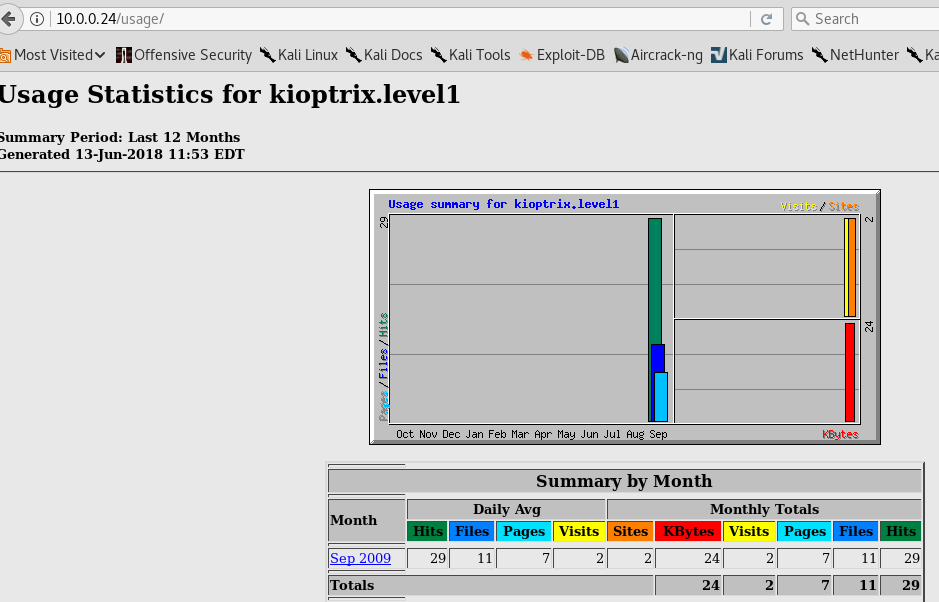 10.0.0.24/usage/ Search
Most Visited Offensive Security Kali Linux Kali Docs Kali Tools Exploit-DB Aircrack-ng Kali Forums NetHunter Ka
Usage Statistics for kioptrix.level1
Summary Period: Last 12 Months
Generated 13-Jun-2018 11:53 EDT
Usage summary for kioptrix.level1
Visits / Sites
29
2
Pages / Files / Hits
24
Oct Nov Dec Jan Feb Mar Apr May Jun Jul Aug Sep
KBytes
Summary by Month
Month
Daily Avg Monthly Totals
Hits Files Pages Visits Sites KBytes Visits Pages Files Hits
Sep 2009 29 11 7 2 2 24 2 7 11 29
Totals 24 2 7 11 29